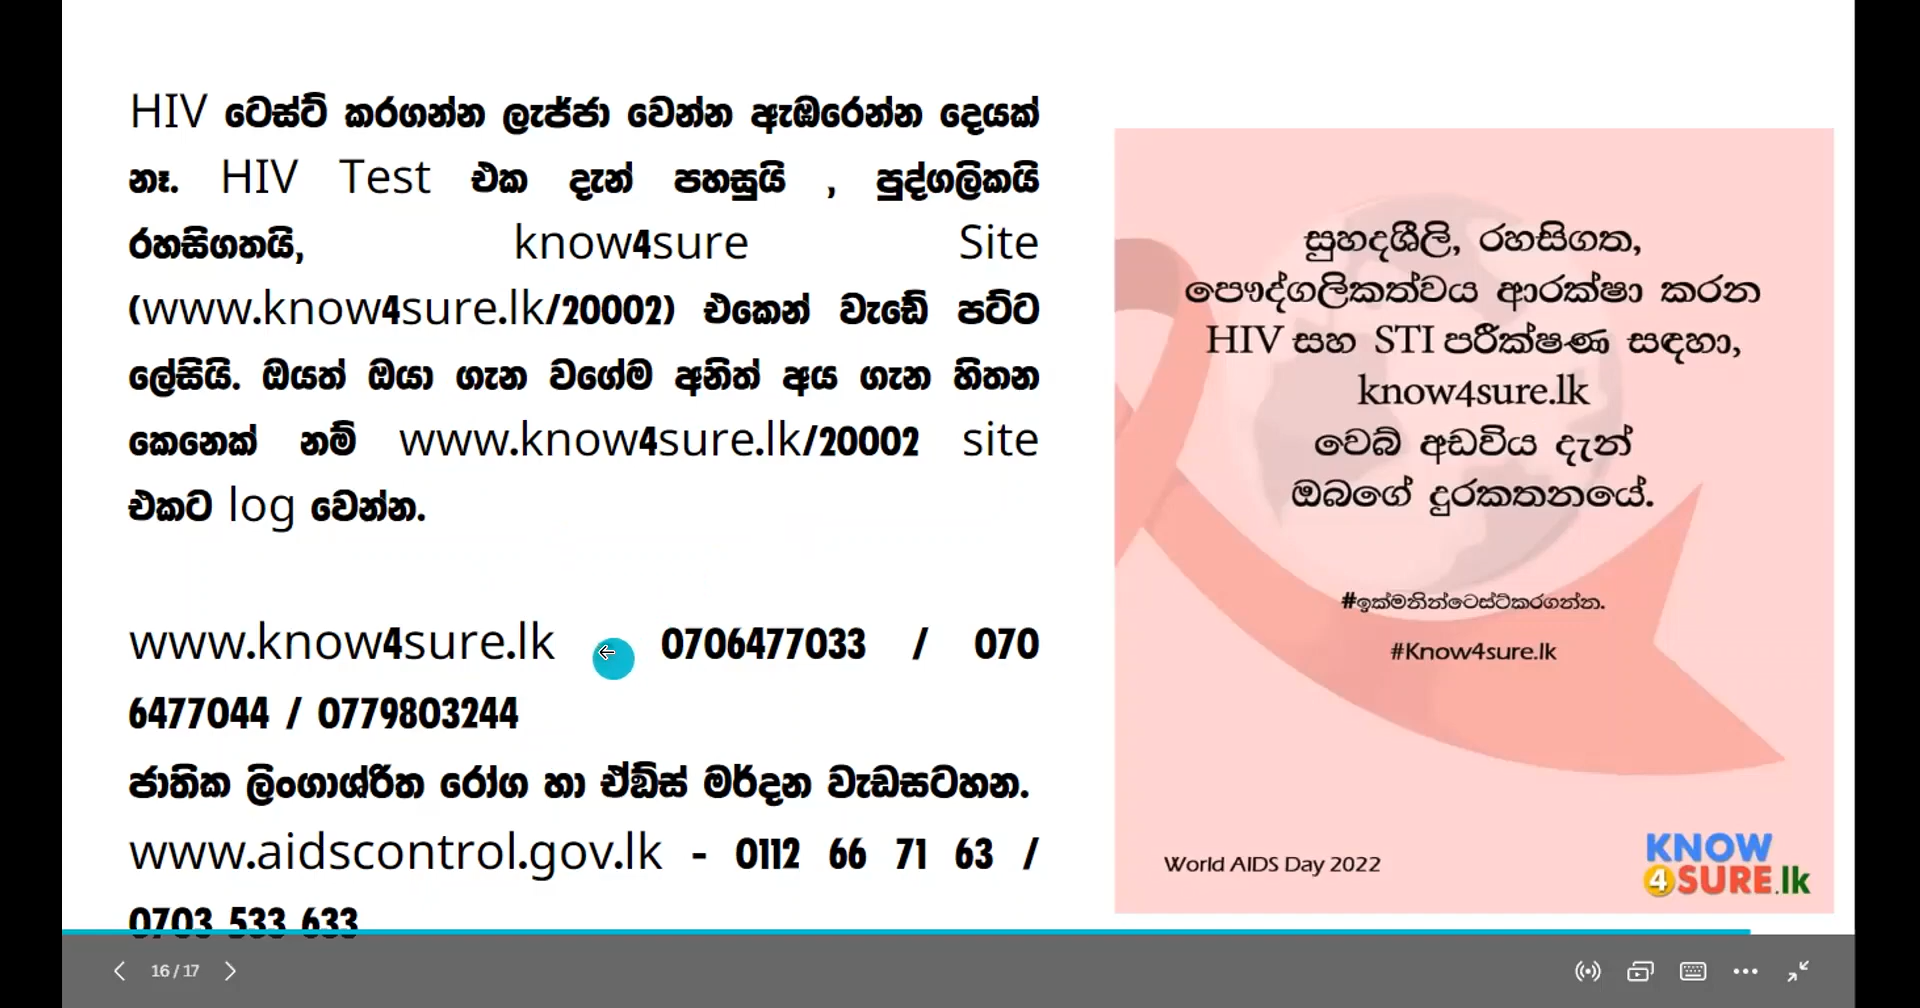 HIV ටෙස්ට් කරගන්න ලැජ්ජා වෙන්න ඇඹරෙන්න දෙයක්
නෑ. HIV Test එක දැන් පහසුයි , පුද්ගලිකයි
රහසිගතයි, know4sure Site
(www.know4sure.lk/20002) එකෙන් වැඩේ පට්ට
ලේසියි. ඔයත් ඔයා ගැන වගේම අනිත් අය ගැන හිතන
කෙනෙක් නම් www.know4sure.lk/20002 site
එකට log වෙන්න.
www.know4sure.lk 0706477033 / 070
6477044 / 0779803244
ජාතික ලිංගාශ්රිත රෝග හා ඒඩ්ස් මර්දන වැඩසටහන.
www.aidscontrol.gov.lk - 0112 66 71 63 /
0703 533 633
සුහදශීලි, රහසිගත,
පෞද්ගලිකත්වය ආරක්ෂා කරන
HIV සහ STI පරීක්ෂණ සඳහා,
know4sure.lk
වෙබ් අඩවිය දැන්
ඔබගේ දුරකතනයේ.
#ඉක්මනින්ටෙස්ට්කරගන්න.
#Know4sure.lk
World AIDS Day 2022
KNOW
4 SURE.lk
16 / 17